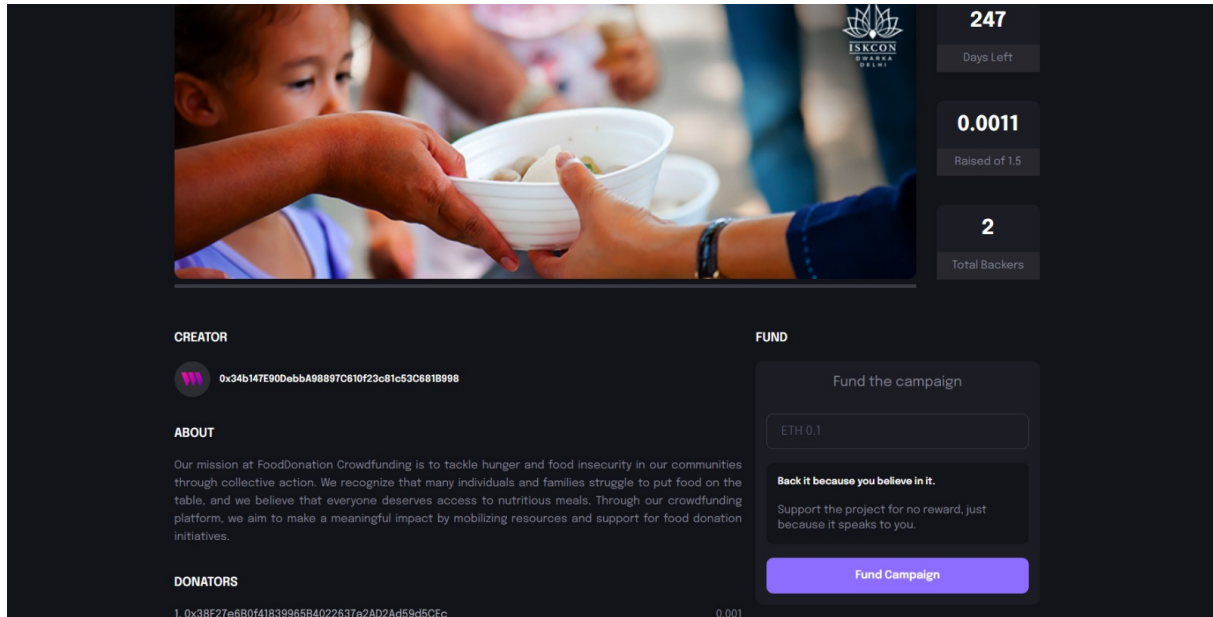 ISKCON
DWARKA
DELHI
247
Days Left
0.0011
Raised of 1.5
2
Total Backers
CREATOR
0x34b147E90DebbA98897C610f23c81c53C681B998
ABOUT
Our mission at FoodDonation Crowdfunding is to tackle hunger and food insecurity in our communities
through collective action. We recognize that many individuals and families struggle to put food on the
table, and we believe that everyone deserves access to nutritious meals. Through our crowdfunding
platform, we aim to make a meaningful impact by mobilizing resources and support for food donation
initiatives.
DONATORS
1. 0x38F27e6B0f41839965B4022637a2AD2Ad59d5CEc
0.001
FUND
Fund the campaign
ETH 0.1
Back it because you believe in it.
Support the project for no reward, just
because it speaks to you.
Fund Campaign